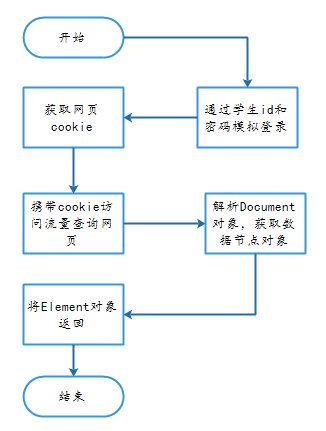 开始
通过学生id和
密码模拟登录
获取网页
cookie
携带cookie访
问流量查询网
页
解析Document
对象，获取数
据节点对象
将Element对象
返回
结束